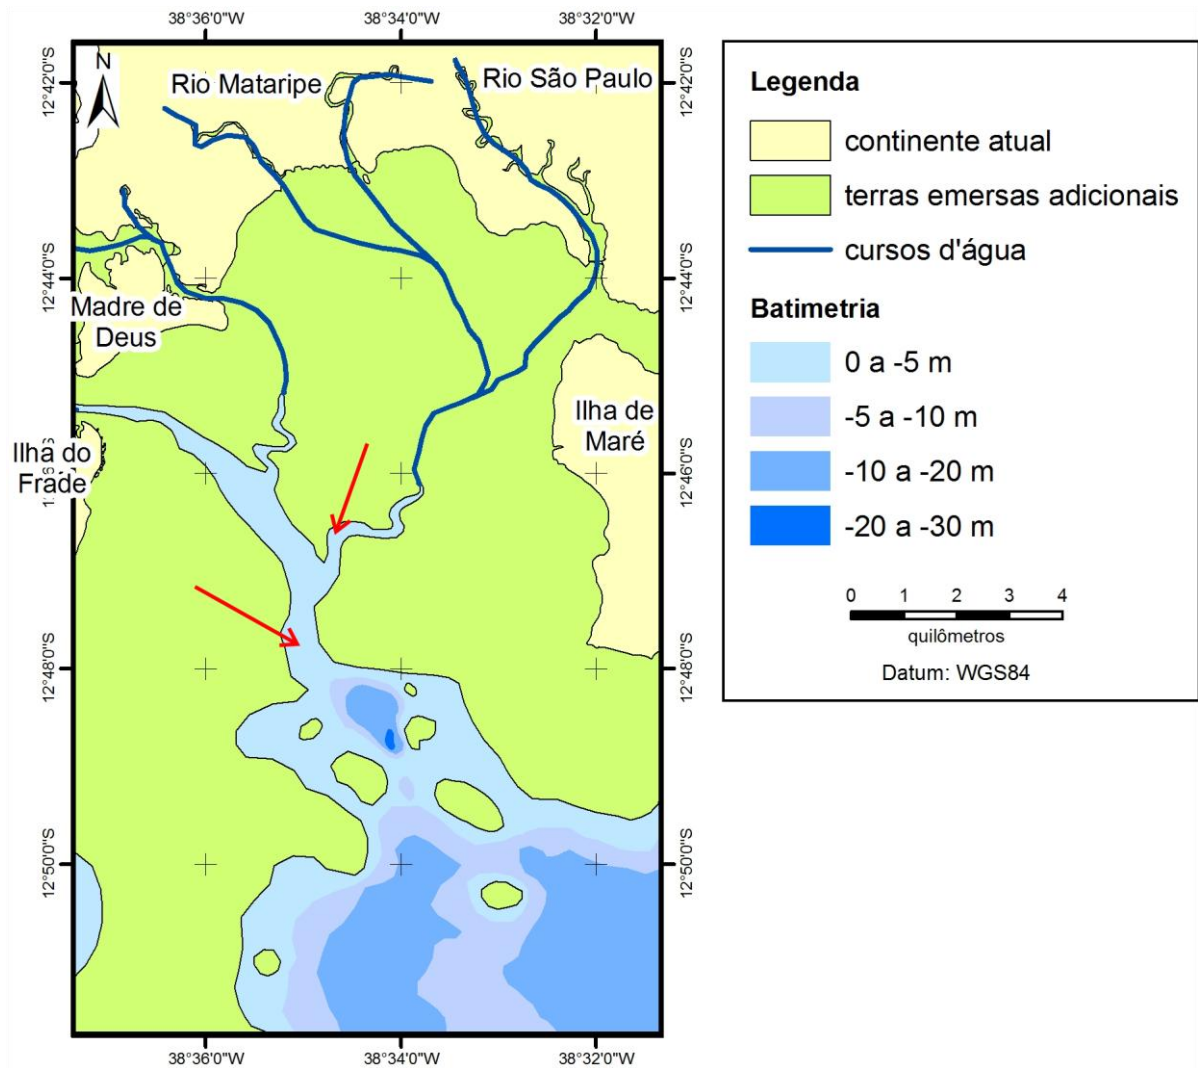 38°36'0"W 38°34'0"W 38°32'0"W
N
Rio Mataripe
Rio São Paulo
12°42'0"S
12°42'0"S
12°44'0"S
12°44'0"S
Madre de
Deus
Ilha de
Maré
Ilha do
Frade
12°46'0"S
12°48'0"S
12°48'0"S
12°50'0"S
12°50'0"S
38°36'0"W 38°34'0"W 38°32'0"W
Legenda
continente atual
terras emersas adicionais
cursos d'água
Batimetria
0 a -5 m
-5 a -10 m
-10 a -20 m
-20 a -30 m
0 1 2 3 4
quilômetros
Datum: WGS84